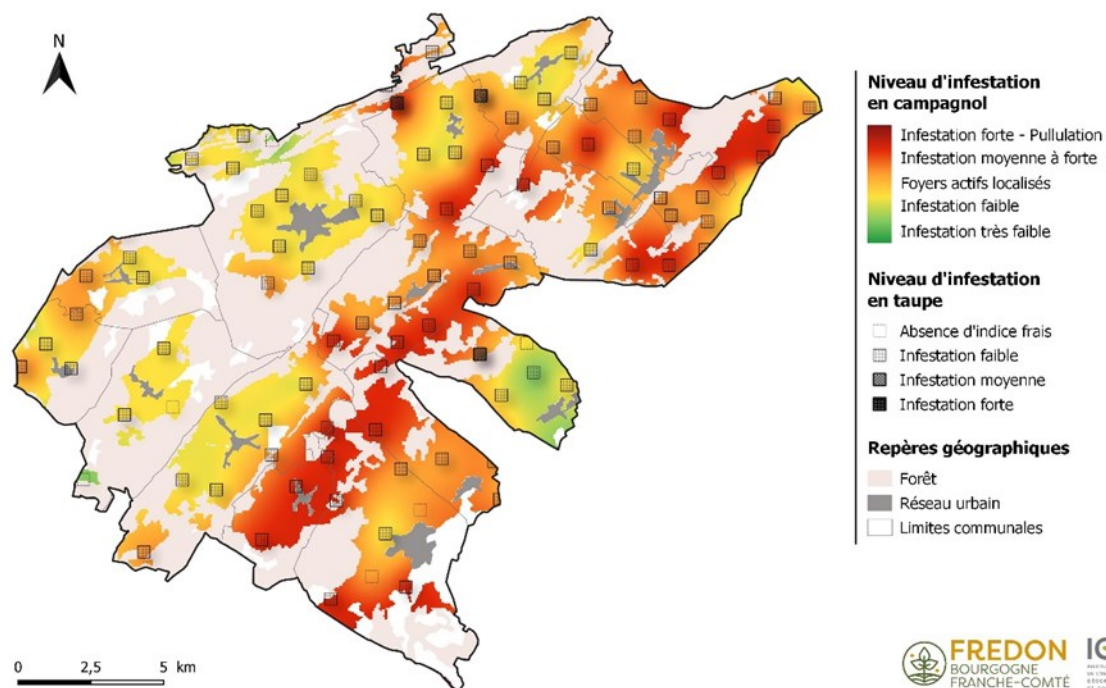 N
Niveau d'infestation
en campagnol
Infestation forte - Pullulation
Infestation moyenne à forte
Foyers actifs localisés
Infestation faible
Infestation très faible
Niveau d'infestation
en taupe
Absence d'indice frais
Infestation faible
Infestation moyenne
Infestation forte
Repères géographiques
Forêt
Réseau urbain
Limites communales
0 2,5 5 km
FREDON
BOURGOGNE
FRANCHE-COMTÉ